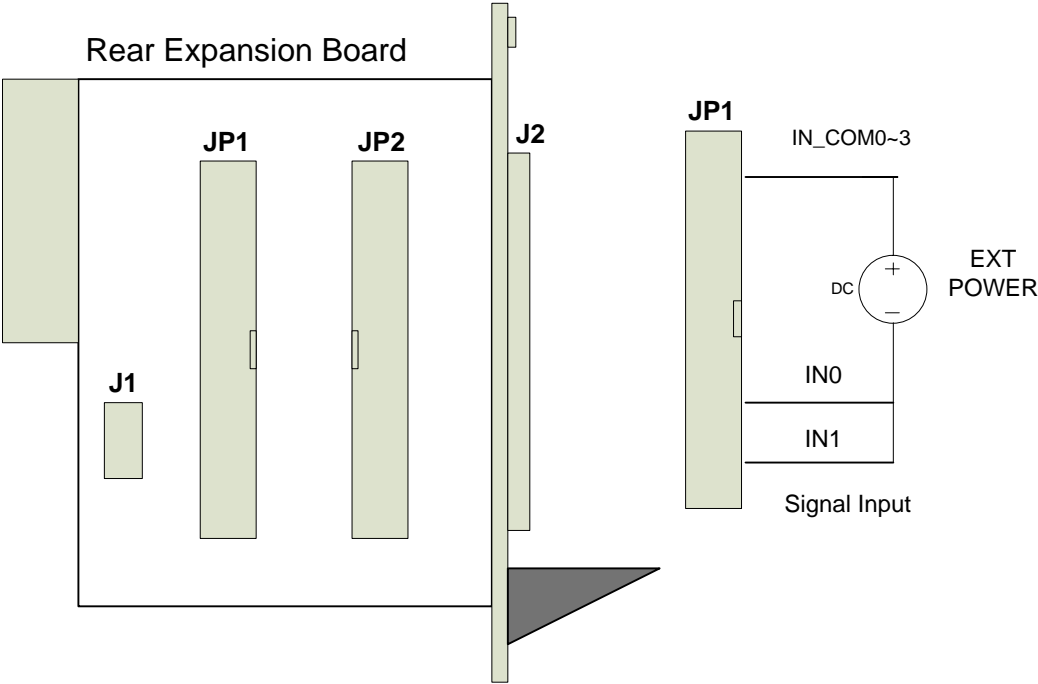 Rear Expansion Board
JP1
JP2
J2
J1
JP1
IN_COM0~3
+
DC
−
EXT
POWER
IN0
IN1
Signal Input